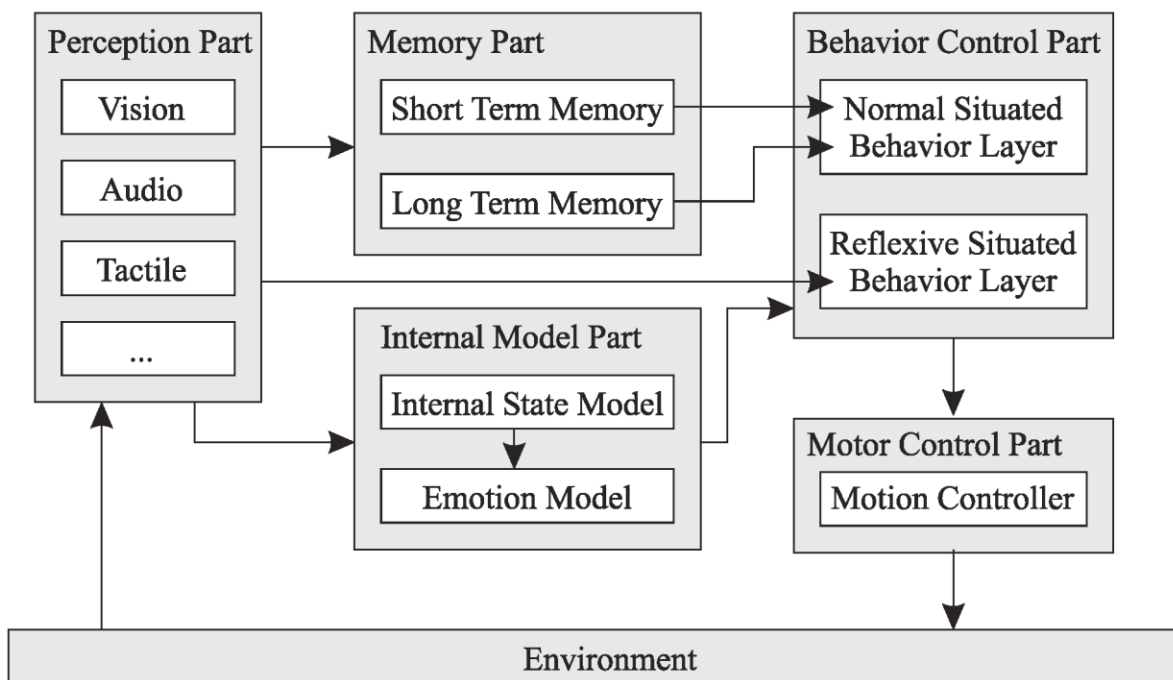 Perception Part
Vision
Audio
Tactile
...
Memory Part
Short Term Memory
Long Term Memory
Internal Model Part
Internal State Model
Emotion Model
Behavior Control Part
Normal Situated
Behavior Layer
Reflexive Situated
Behavior Layer
Motor Control Part
Motion Controller
Environment